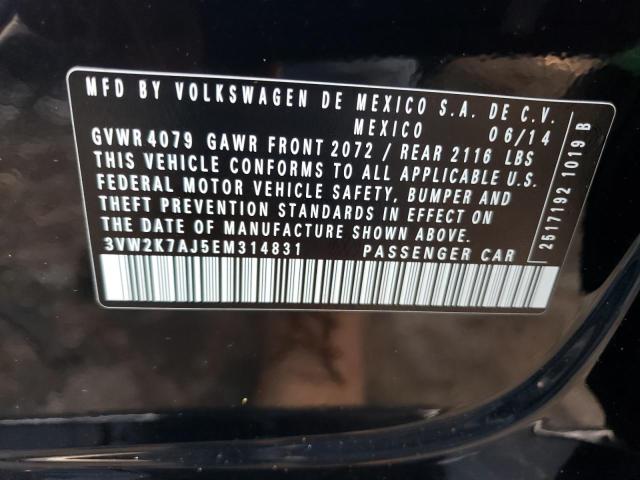 MFD BY VOLKSWAGEN DE MEXICO S.A. DE C.V.
MEXICO 06/14
GVWR 4079 GAWR FRONT 2072 / REAR 2116 LBS
THIS VEHICLE CONFORMS TO ALL APPLICABLE U.S.
FEDERAL MOTOR VEHICLE SAFETY, BUMPER AND
THEFT PREVENTION STANDARDS IN EFFECT ON
THE DATE OF MANUFACTURE SHOWN ABOVE.
3VW2K7AJ5EM314831 PASSENGER CAR
2617192 1019 B